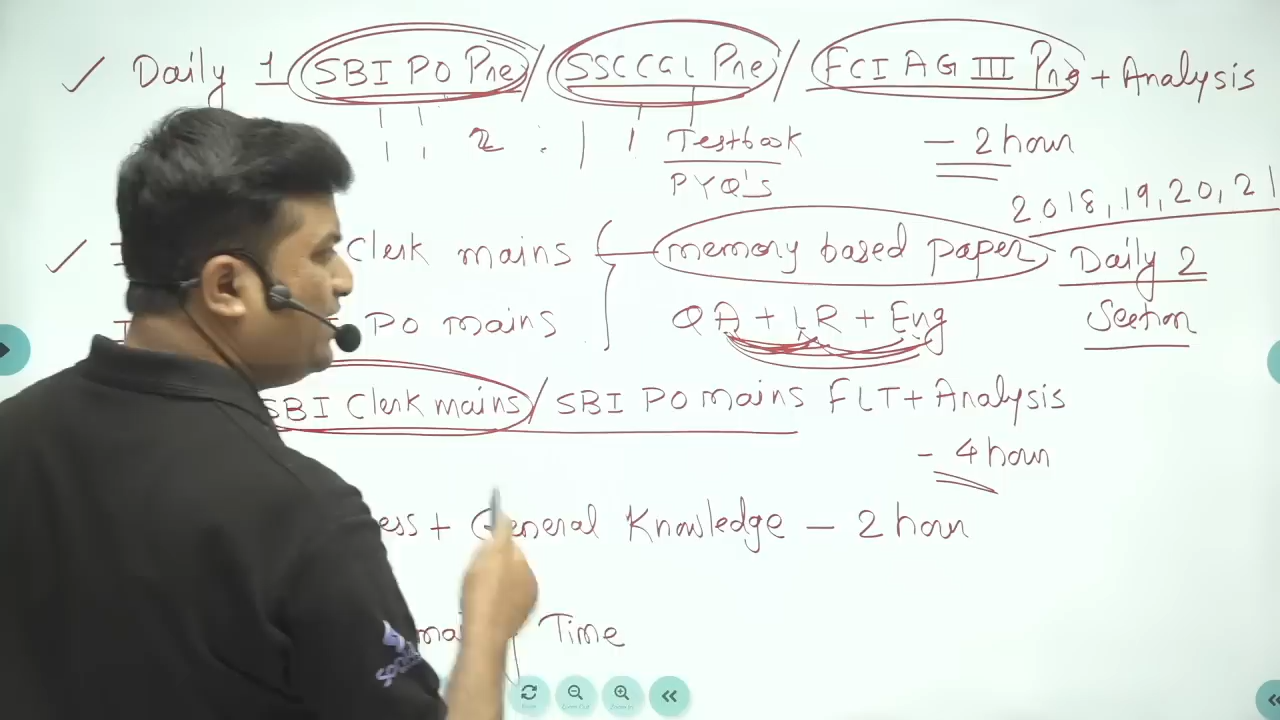 ✓ Daily 1 SBI PO Pre / SSC CGL Pre / FCI AG III Pre + Analysis
2 : 1 Testbook - 2 hour
PYQ's
2018, 19, 20, 21
✓ Clerk mains memory based paper Daily 2
PO mains QA + LR + Eng Section
SBI Clerk mains / SBI PO mains FLT + Analysis
- 4 hour
ess + General Knowledge - 2 hour
Time